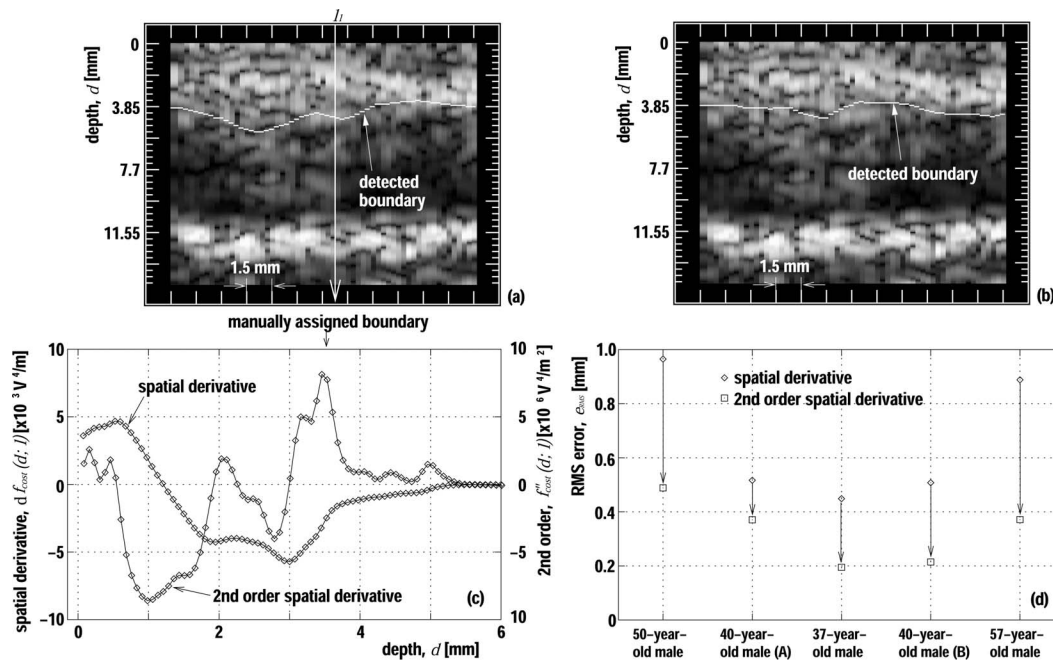 l1
0
3.85
7.7
11.55
depth, d [mm]
detected
boundary
1.5 mm
(a)
0
3.85
7.7
11.55
depth, d [mm]
detected boundary
1.5 mm
(b)
manually assigned boundary
10
5
0
−5
−10
spatial derivative, d fcost(d; l) [x10 3 V 4/m]
spatial derivative
2nd order spatial derivative
(c)
10
5
0
−5
10
2nd order, f''cost(d; l) [x10 6 V 4/m 2]
0
2
4
6
depth, d [mm]
1.0
0.8
0.6
0.4
0.2
0
RMS error, eRMS [mm]
spatial derivative
2nd order spatial derivative
(d)
50−year−
old male
40−year−
old male (A)
37−year−
old male
40−year−
old male (B)
57−year−
old male